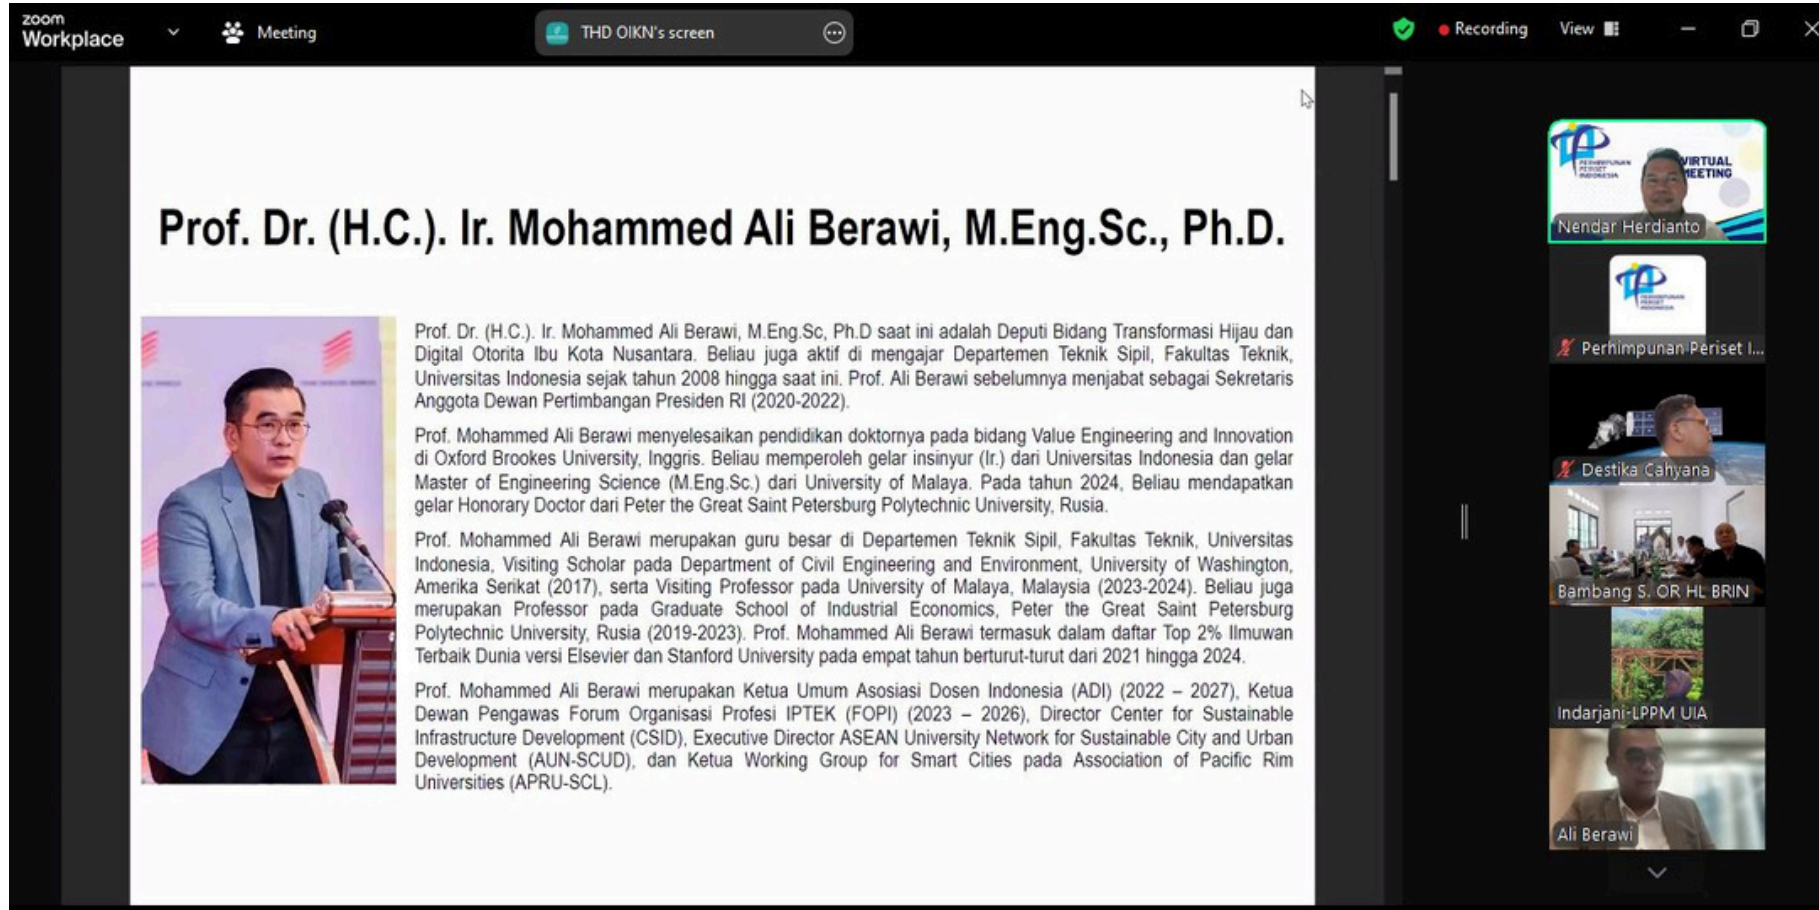 zoom
Workplace
Meeting
THD OIKN's screen
Recording
View
Prof. Dr. (H.C.). Ir. Mohammed Ali Berawi, M.Eng.Sc., Ph.D.
Prof. Dr. (H.C.). Ir. Mohammed Ali Berawi, M.Eng.Sc, Ph.D saat ini adalah Deputi Bidang Transformasi Hijau dan
Digital Otorita Ibu Kota Nusantara. Beliau juga aktif di mengajar Departemen Teknik Sipil, Fakultas Teknik,
Universitas Indonesia sejak tahun 2008 hingga saat ini. Prof. Ali Berawi sebelumnya menjabat sebagai Sekretaris
Anggota Dewan Pertimbangan Presiden RI (2020-2022).
Prof. Mohammed Ali Berawi menyelesaikan pendidikan doktornya pada bidang Value Engineering and Innovation
di Oxford Brookes University, Inggris. Beliau memperoleh gelar insinyur (Ir.) dari Universitas Indonesia dan gelar
Master of Engineering Science (M.Eng.Sc.) dari University of Malaya. Pada tahun 2024, Beliau mendapatkan
gelar Honorary Doctor dari Peter the Great Saint Petersburg Polytechnic University, Rusia.
Prof. Mohammed Ali Berawi merupakan guru besar di Departemen Teknik Sipil, Fakultas Teknik, Universitas
Indonesia, Visiting Scholar pada Department of Civil Engineering and Environment, University of Washington,
Amerika Serikat (2017), serta Visiting Professor pada University of Malaya, Malaysia (2023-2024). Beliau juga
merupakan Professor pada Graduate School of Industrial Economics, Peter the Great Saint Petersburg
Polytechnic University, Rusia (2019-2023). Prof. Mohammed Ali Berawi termasuk dalam daftar Top 2% Ilmuwan
Terbaik Dunia versi Elsevier dan Stanford University pada empat tahun berturut-turut dari 2021 hingga 2024.
Prof. Mohammed Ali Berawi merupakan Ketua Umum Asosiasi Dosen Indonesia (ADI) (2022 – 2027), Ketua
Dewan Pengawas Forum Organisasi Profesi IPTEK (FOPI) (2023 – 2026), Director Center for Sustainable
Infrastructure Development (CSID), Executive Director ASEAN University Network for Sustainable City and Urban
Development (AUN-SCUD), dan Ketua Working Group for Smart Cities pada Association of Pacific Rim
Universities (APRU-SCL).
PERHIMPUNAN
PERISET
INDONESIA
VIRTUAL
MEETING
Nendar Herdianto
PERHIMPUNAN
PERISET
INDONESIA
Perhimpunan Periset I...
Destika Cahyana
Bambang S. OR HL BRIN
Indarjani-LPPM UIA
Ali Berawi